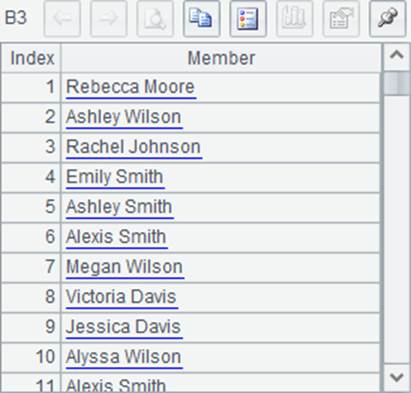 B3
Index Member
1 Rebecca Moore
2 Ashley Wilson
3 Rachel Johnson
4 Emily Smith
5 Ashley Smith
6 Alexis Smith
7 Megan Wilson
8 Victoria Davis
9 Jessica Davis
10 Alyssa Wilson
11 Alexis Smith